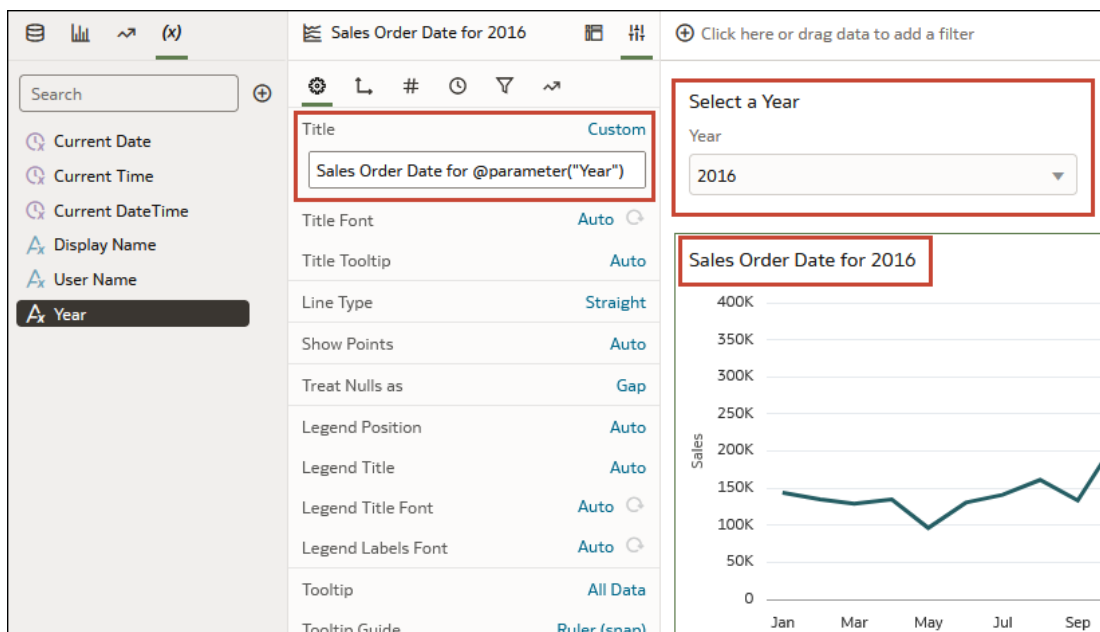 (x)
Search
Current Date
Current Time
Current DateTime
Display Name
User Name
Year
Sales Order Date for 2016
Title Custom
Sales Order Date for @parameter("Year")
Title Font Auto
Title Tooltip Auto
Line Type Straight
Show Points Auto
Treat Nulls as Gap
Legend Position Auto
Legend Title Auto
Legend Title Font Auto
Legend Labels Font Auto
Tooltip All Data
Tooltip Guide Ruler (snap)
Click here or drag data to add a filter
Select a Year
Year
2016
Sales Order Date for 2016
400K
350K
300K
250K
200K
150K
100K
50K
0
Sales
Jan Mar May Jul Sep